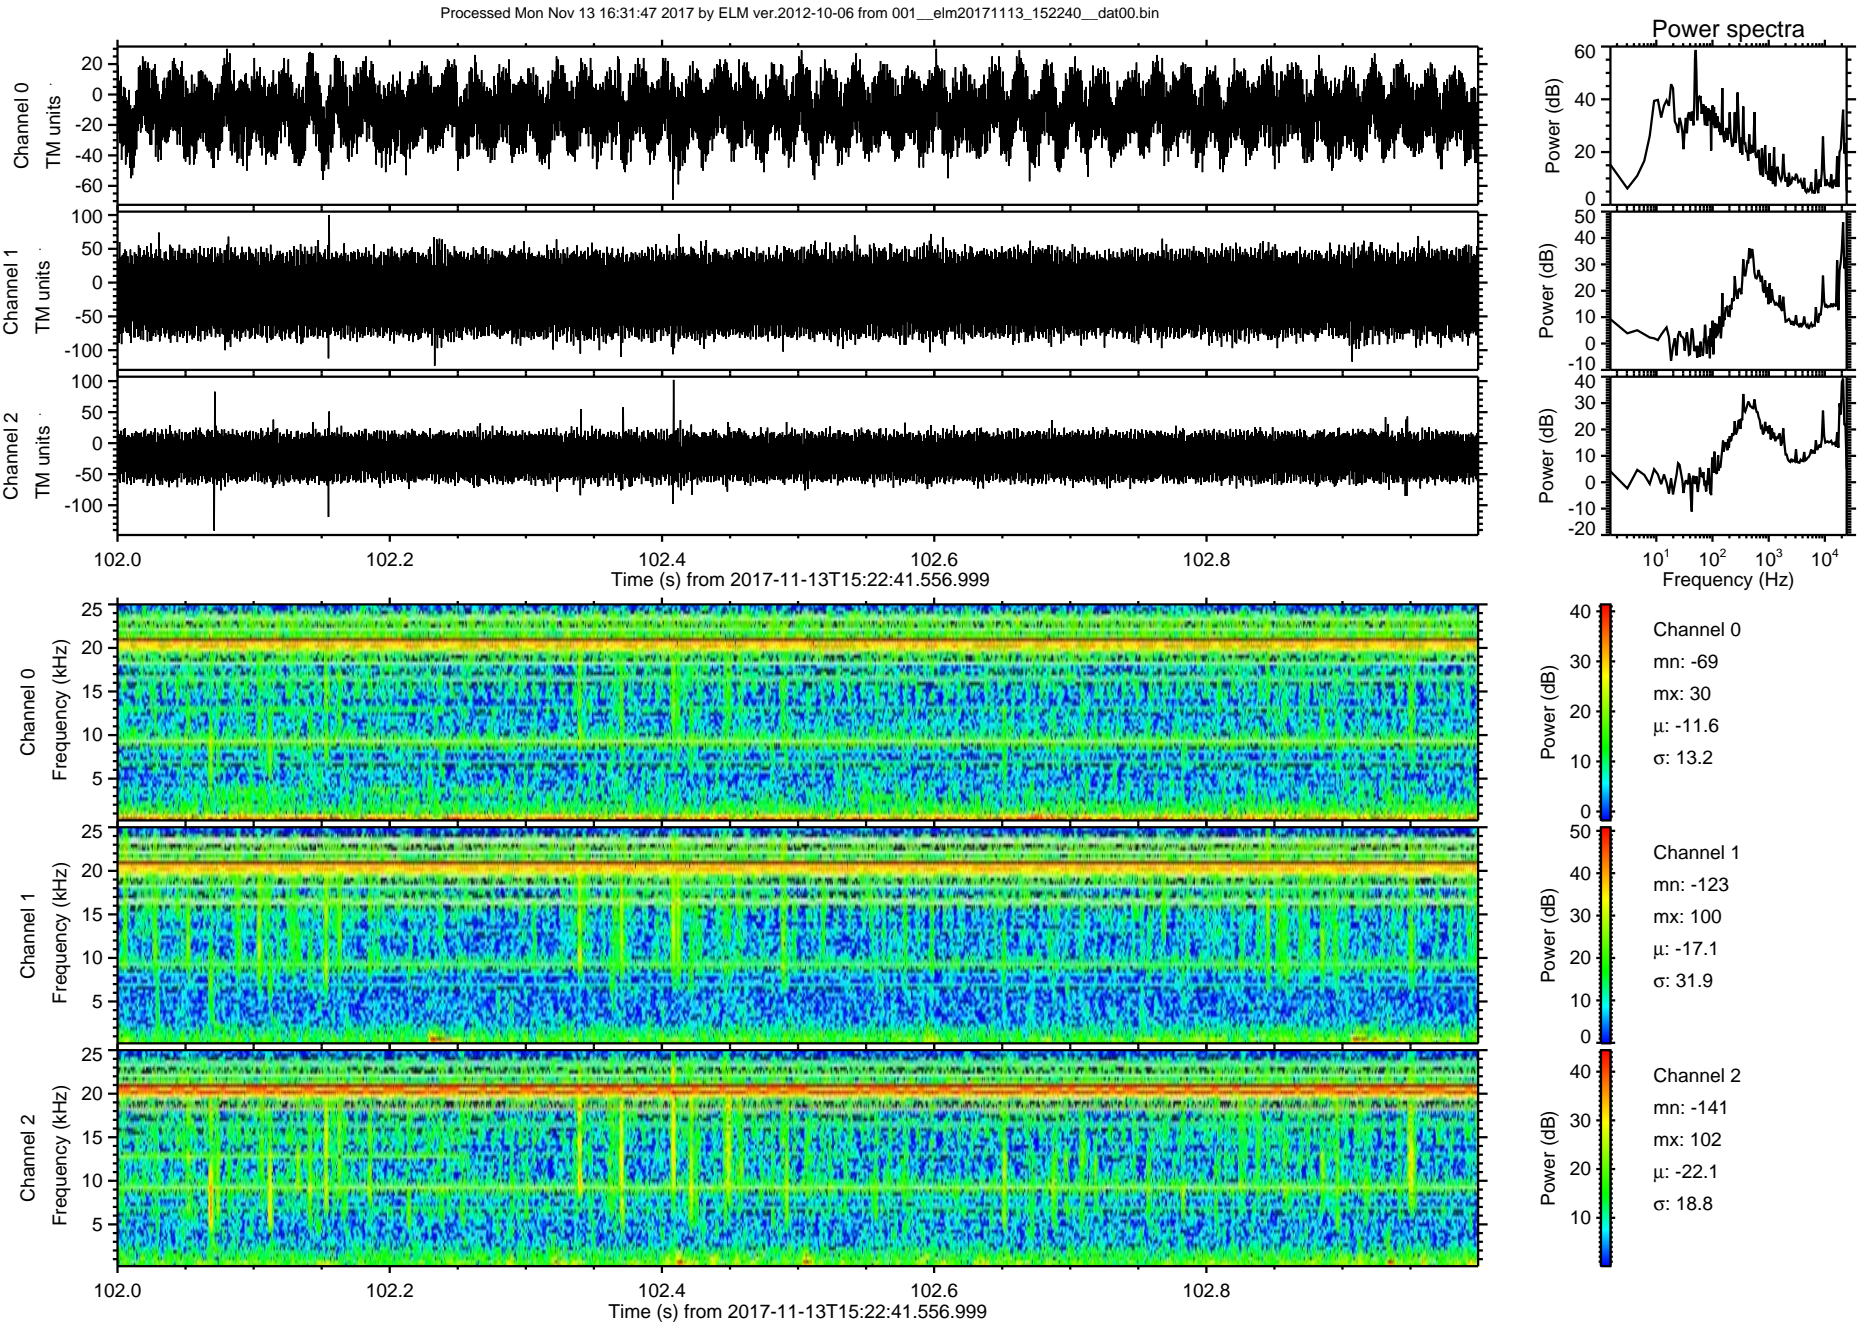 Processed Mon Nov 13 16:31:47 2017 by ELM ver.2012-10-06 from 001__elm20171113_152240__dat00.bin
Power spectra
Channel 0
TM units
20
0
-20
-40
-60
Power (dB)
60
40
20
0
Channel 1
TM units
100
50
0
-50
-100
Power (dB)
50
40
30
20
10
0
-10
Channel 2
TM units
100
50
0
-50
-100
Power (dB)
40
30
20
10
0
-10
-20
102.0 102.2 102.4 102.6 102.8
Time (s) from 2017-11-13T15:22:41.556.999
10^1 10^2 10^3 10^4
Frequency (Hz)
Channel 0
Frequency (kHz)
25
20
15
10
5
Power (dB)
40
30
20
10
0
Channel 0
mn: -69
mx: 30
μ: -11.6
σ: 13.2
Channel 1
Frequency (kHz)
25
20
15
10
5
Power (dB)
50
40
30
20
10
0
Channel 1
mn: -123
mx: 100
μ: -17.1
σ: 31.9
Channel 2
Frequency (kHz)
25
20
15
10
5
Power (dB)
40
30
20
10
Channel 2
mn: -141
mx: 102
μ: -22.1
σ: 18.8
102.0 102.2 102.4 102.6 102.8
Time (s) from 2017-11-13T15:22:41.556.999